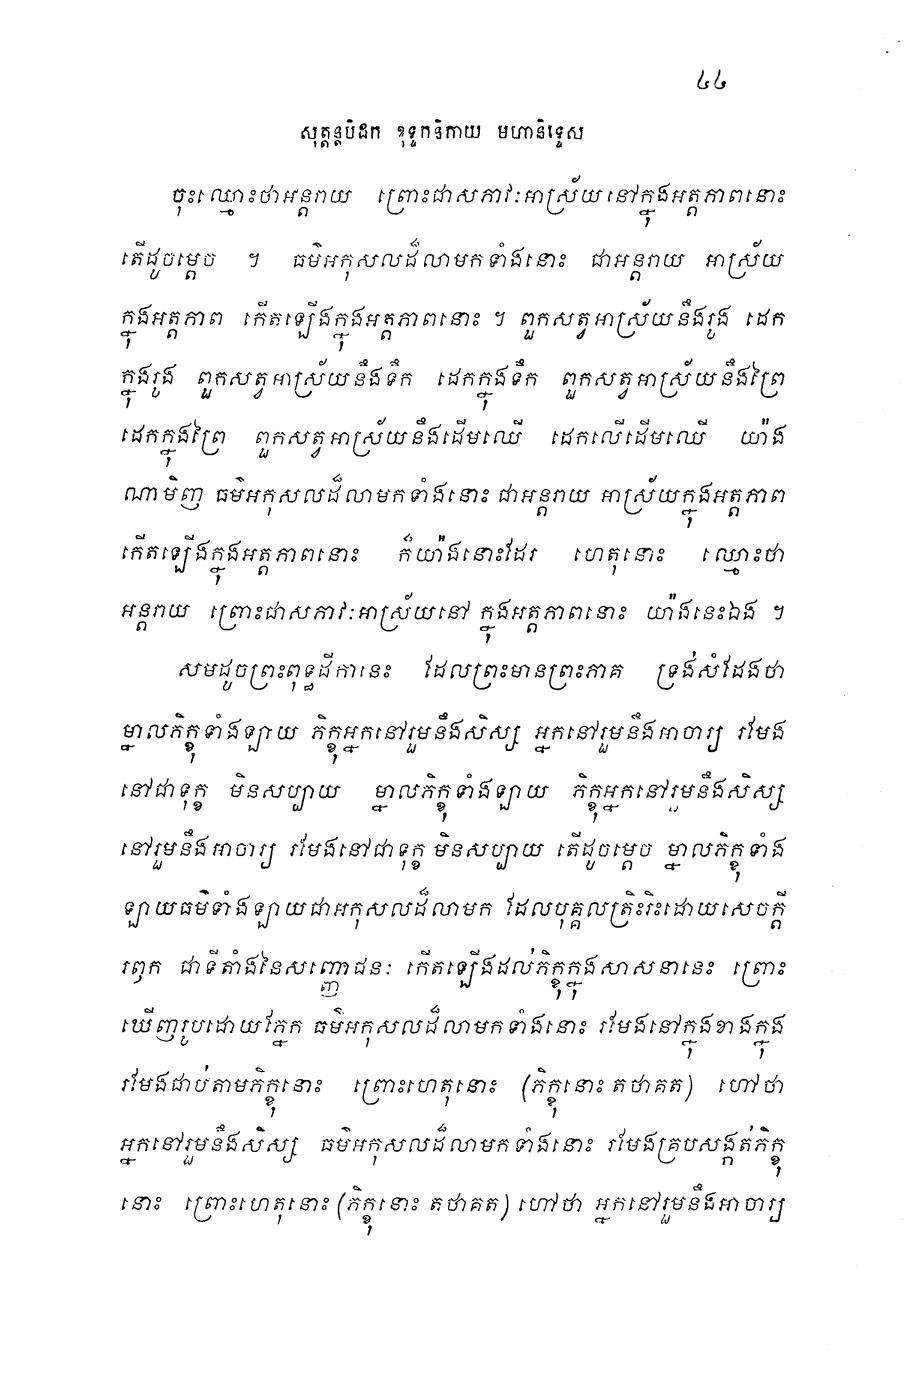 ៤៤
សុត្តន្តបិដក ខុទ្ទកនិកាយ មហានិទ្ទេស
ចុះឈ្មោះថាអន្តរាយ ព្រោះជាសភាវៈអាស្រ័យនៅក្នុងអត្តភាពនោះ
តើដូចម្តេច ។ ធម៌អកុសលដ៏លាមកទាំងនោះ ជាអន្តរាយ អាស្រ័យ
ក្នុងអត្តភាព កើតឡើងក្នុងអត្តភាពនោះ ។ ពួកសត្វអាស្រ័យនឹងរូង ដេក
ក្នុងរូង ពួកសត្វអាស្រ័យនឹងទឹក ដេកក្នុងទឹក ពួកសត្វអាស្រ័យនឹងព្រៃ
ដេកក្នុងព្រៃ ពួកសត្វអាស្រ័យនឹងដើមឈើ ដេកលើដើមឈើ យ៉ាង
ណាមិញ ធម៌អកុសលដ៏លាមកទាំងនោះ ជាអន្តរាយ អាស្រ័យក្នុងអត្តភាព
កើតឡើងក្នុងអត្តភាពនោះ ក៏យ៉ាងនោះដែរ ហេតុនោះ ឈ្មោះថា
អន្តរាយ ព្រោះជាសភាវៈអាស្រ័យនៅ ក្នុងអត្តភាពនោះ យ៉ាងនេះឯង ។
សមដូចព្រះពុទ្ធដីកានេះ ដែលព្រះមានព្រះភាគ ទ្រង់សំដែងថា
ម្នាលភិក្ខុទាំងឡាយ ភិក្ខុអ្នកនៅរួមនឹងសិស្ស អ្នកនៅរួមនឹងអាចារ្យ រមែង
នៅជាទុក្ខ មិនសប្បាយ ម្នាលភិក្ខុទាំងឡាយ ភិក្ខុអ្នកនៅរួមនឹងសិស្ស
នៅរួមនឹងអាចារ្យ រមែងនៅជាទុក្ខ មិនសប្បាយ តើដូចម្តេច ម្នាលភិក្ខុទាំង
ឡាយធម៌ទាំងឡាយជាអកុសលដ៏លាមក ដែលបុគ្គលត្រិះរិះដោយសេចក្តី
រឭក ជាទីតាំងនៃសញ្ញោជនៈ កើតឡើងដល់ភិក្ខុក្នុងសាសនានេះ ព្រោះ
ឃើញរូបដោយភ្នែក ធម៌អកុសលដ៏លាមកទាំងនោះ រមែងនៅក្នុងខាងក្នុង
រមែងជាប់តាមភិក្ខុនោះ ព្រោះហេតុនោះ (ភិក្ខុនោះ តថាគត) ហៅថា
អ្នកនៅរួមនឹងសិស្ស ធម៌អកុសលដ៏លាមកទាំងនោះ រមែងគ្របសង្កត់ភិក្ខុ
នោះ ព្រោះហេតុនោះ (ភិក្ខុនោះ តថាគត) ហៅថា អ្នកនៅរួមនឹងអាចារ្យ